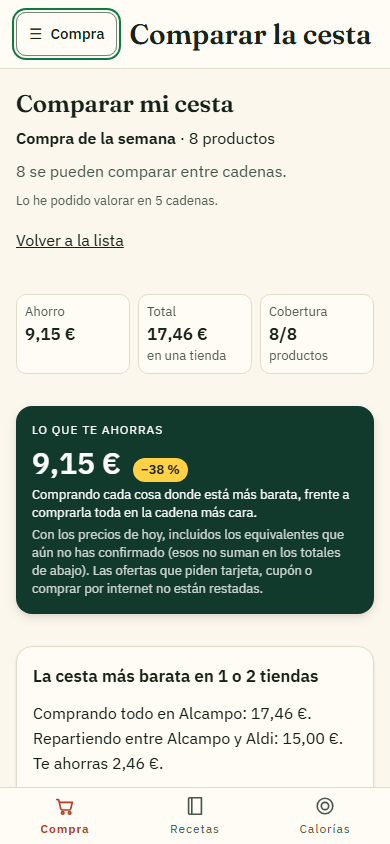 ☰ Compra
Comparar la cesta
Comparar mi cesta
Compra de la semana · 8 productos
8 se pueden comparar entre cadenas.
Lo he podido valorar en 5 cadenas.
Volver a la lista
Ahorro
9,15 €
Total
17,46 €
en una tienda
Cobertura
8/8
productos
LO QUE TE AHORRAS
9,15 € −38 %
Comprando cada cosa donde está más barata, frente a
comprarla toda en la cadena más cara.
Con los precios de hoy, incluidos los equivalentes que
aún no has confirmado (esos no suman en los totales
de abajo). Las ofertas que piden tarjeta, cupón o
comprar por internet no están restadas.
La cesta más barata en 1 o 2 tiendas
Comprando todo en Alcampo: 17,46 €.
Repartiendo entre Alcampo y Aldi: 15,00 €.
Te ahorras 2,46 €.
Compra
Recetas
Calorías